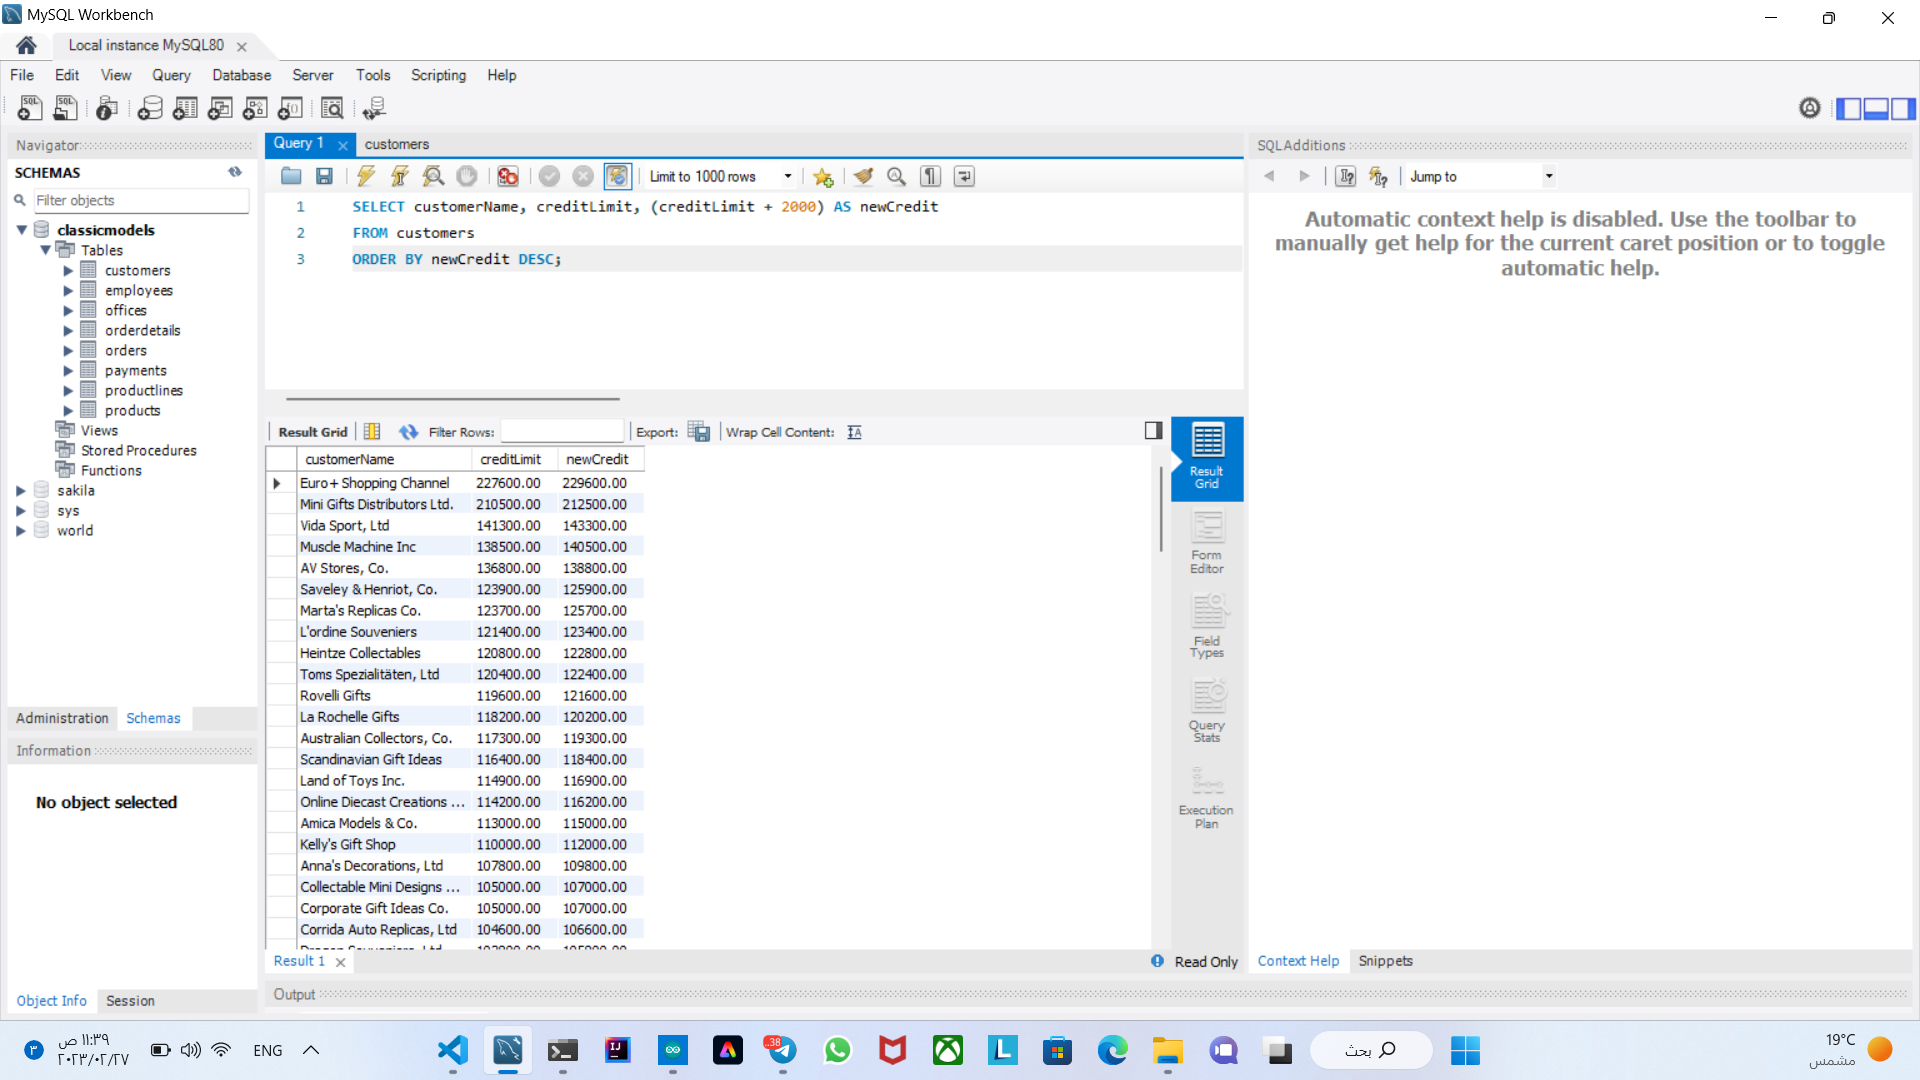 MySQL Workbench
Local instance MySQL80
File Edit View Query Database Server Tools Scripting Help
Navigator
SCHEMAS
Filter objects
classicmodels
Tables
customers
employees
offices
orderdetails
orders
payments
productlines
products
Views
Stored Procedures
Functions
sakila
sys
world
Administration Schemas
Information
No object selected
Object Info Session
Query 1 customers
Limit to 1000 rows
1 SELECT customerName, creditLimit, (creditLimit + 2000) AS newCredit
2 FROM customers
3 ORDER BY newCredit DESC;
Result Grid Filter Rows: Export: Wrap Cell Content:
customerName creditLimit newCredit
Euro+ Shopping Channel 227600.00 229600.00
Mini Gifts Distributors Ltd. 210500.00 212500.00
Vida Sport, Ltd 141300.00 143300.00
Muscle Machine Inc 138500.00 140500.00
AV Stores, Co. 136800.00 138800.00
Saveley & Henriot, Co. 123900.00 125900.00
Marta's Replicas Co. 123700.00 125700.00
L'ordine Souveniers 121400.00 123400.00
Heintze Collectables 120800.00 122800.00
Toms Spezialitäten, Ltd 120400.00 122400.00
Rovelli Gifts 119600.00 121600.00
La Rochelle Gifts 118200.00 120200.00
Australian Collectors, Co. 117300.00 119300.00
Scandinavian Gift Ideas 116400.00 118400.00
Land of Toys Inc. 114900.00 116900.00
Online Diecast Creations ... 114200.00 116200.00
Amica Models & Co. 113000.00 115000.00
Kelly's Gift Shop 110000.00 112000.00
Anna's Decorations, Ltd 107800.00 109800.00
Collectable Mini Designs ... 105000.00 107000.00
Corporate Gift Ideas Co. 105000.00 107000.00
Corrida Auto Replicas, Ltd 104600.00 106600.00
Result 1
Read Only
Output
Result Grid
Form Editor
Field Types
Query Stats
Execution Plan
SQLAdditions
Jump to
Automatic context help is disabled. Use the toolbar to
manually get help for the current caret position or to toggle
automatic help.
Context Help Snippets
٣
١١:٣٩ ص
٢٠٢٣/٠٢/٢٧
ENG
..38
بحث
19°C
مشمس